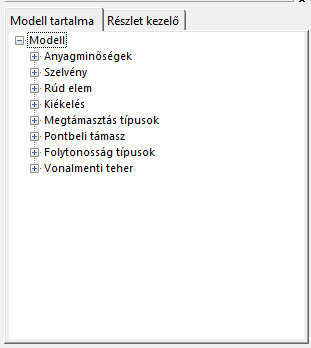 Modell tartalma Részlet kezelő
Modell
Anyagminőségek
Szelvény
Rúd elem
Kiékelés
Megtámasztás típusok
Pontbeli támasz
Folytonosság típusok
Vonalmenti teher